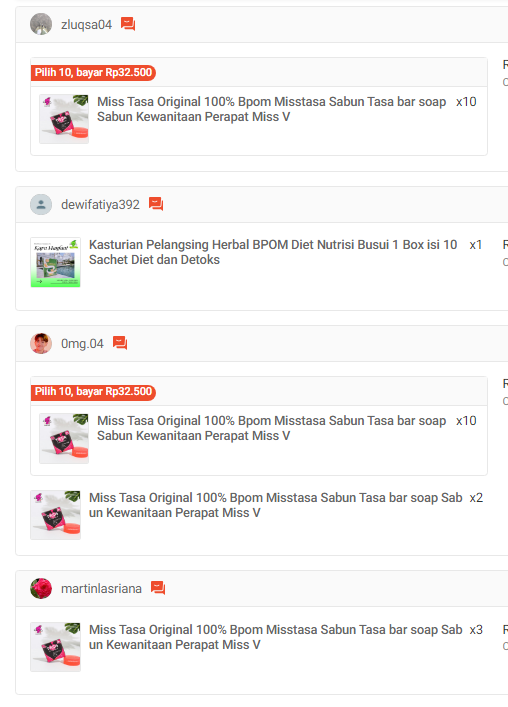 zluqsa04
Pilih 10, bayar Rp32.500
Miss Tasa Original 100% Bpom Misstasa Sabun Tasa bar soap x10
Sabun Kewanitaan Perapat Miss V
dewifatiya392
Kasturian Pelangsing Herbal BPOM Diet Nutrisi Busui 1 Box isi 10 x1
Sachet Diet dan Detoks
0mg.04
Pilih 10, bayar Rp32.500
Miss Tasa Original 100% Bpom Misstasa Sabun Tasa bar soap x10
Sabun Kewanitaan Perapat Miss V
Miss Tasa Original 100% Bpom Misstasa Sabun Tasa bar soap Sab x2
un Kewanitaan Perapat Miss V
martinlasriana
Miss Tasa Original 100% Bpom Misstasa Sabun Tasa bar soap Sab x3
un Kewanitaan Perapat Miss V